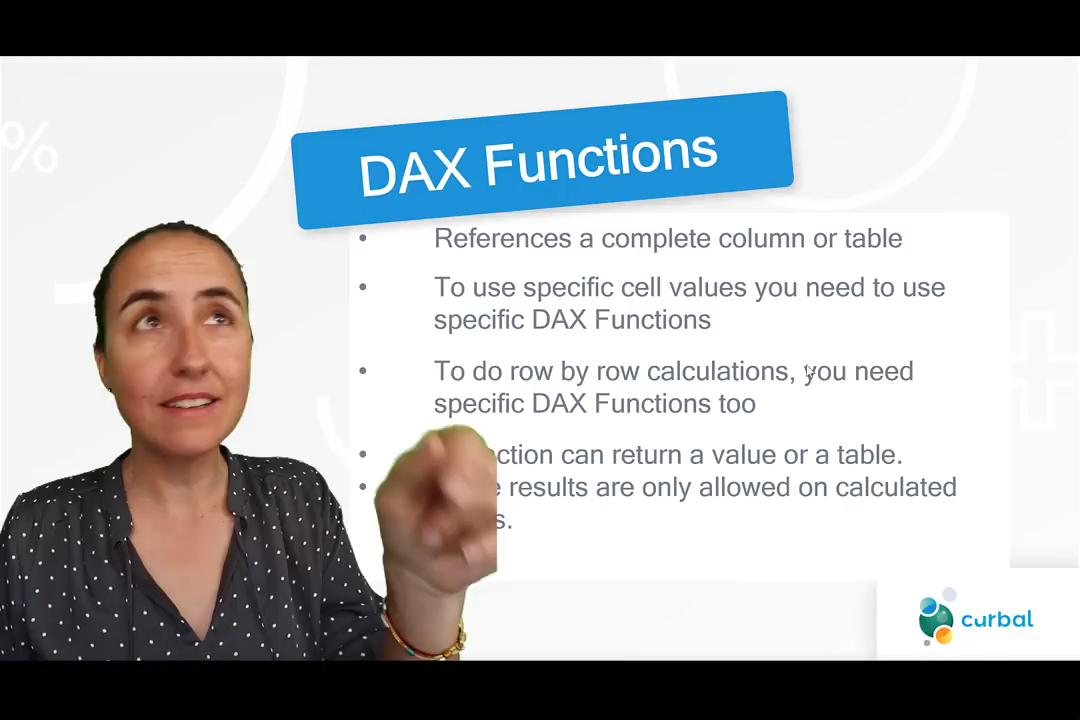 %
DAX Functions
• References a complete column or table
• To use specific cell values you need to use
specific DAX Functions
• To do row by row calculations, you need
specific DAX Functions too
• can return a value or a table.
• results are only allowed on calculated
curbal